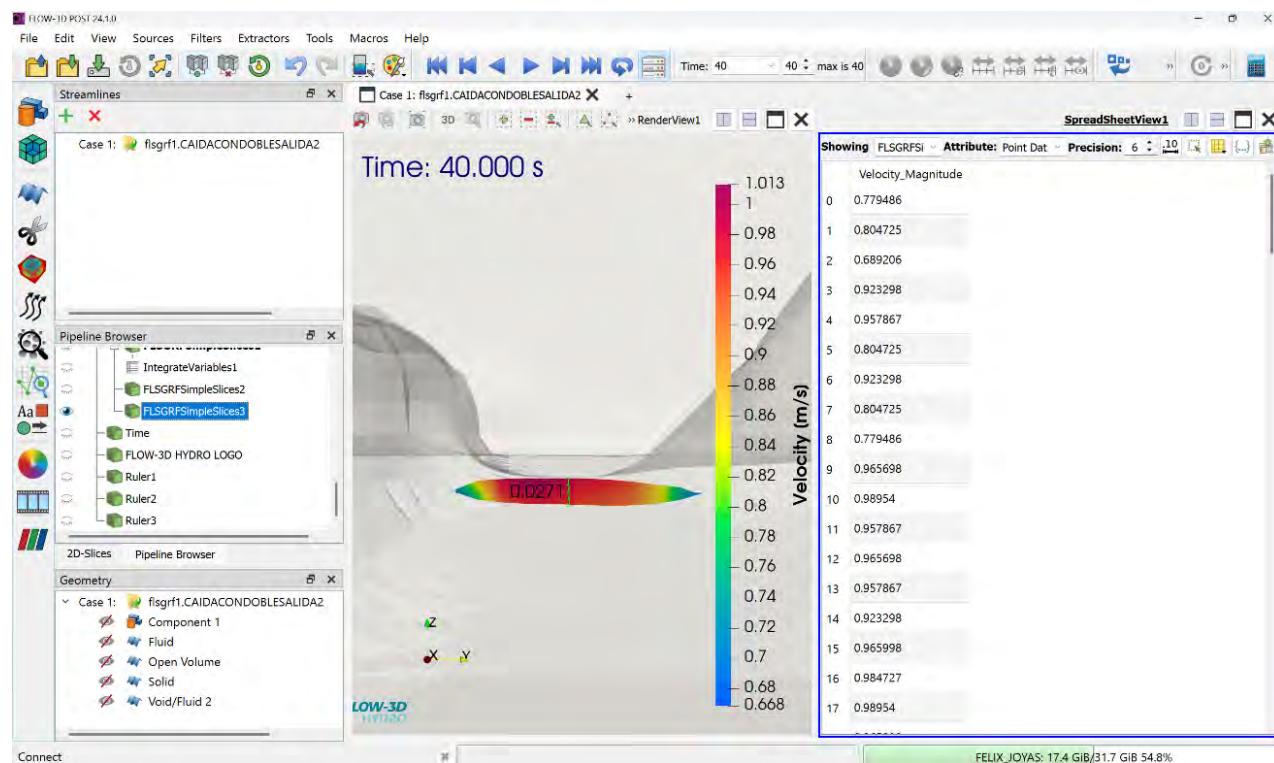 FLOW-3D POST 24.1.0
File Edit View Sources Filters Extractors Tools Macros Help
Time: 40 40 max is 40
Streamlines
Case 1: flsgrf1.CAIDACONDOBLESALIDA2
Pipeline Browser
IntegrateVariables1
FLSGRFSimpleSlices2
FLSGRFSimpleSlices3
Time
FLOW-3D HYDRO LOGO
Ruler1
Ruler2
Ruler3
2D-Slices Pipeline Browser
Geometry
Case 1: flsgrf1.CAIDACONDOBLESALIDA2
Component 1
Fluid
Open Volume
Solid
Void/Fluid 2
Case 1: flsgrf1.CAIDACONDOBLESALIDA2
3D RenderView1
Time: 40.000 s
1.013
1
0.98
0.96
0.94
0.92
0.9
0.88
0.86
0.84
0.82
0.8
0.78
0.76
0.74
0.72
0.7
0.68
0.668
Velocity (m/s)
0.0271
Z
X Y
LOW-3D
HYDRO
SpreadSheetView1
Showing FLSGRFSi Attribute: Point Dat Precision: 6
Velocity_Magnitude
0 0.779486
1 0.804725
2 0.689206
3 0.923298
4 0.957867
5 0.804725
6 0.923298
7 0.804725
8 0.779486
9 0.965698
10 0.98954
11 0.957867
12 0.965698
13 0.957867
14 0.923298
15 0.965998
16 0.984727
17 0.98954
Connect
FELIX_JOYAS: 17.4 GiB/31.7 GiB 54.8%